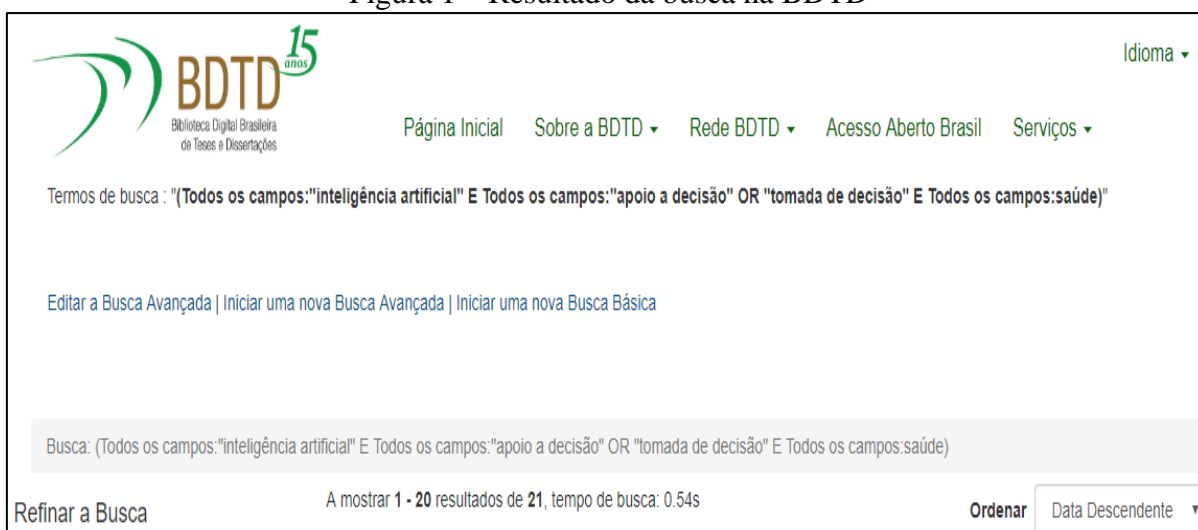 Figura 1 – Resultado da busca na BDTD
15 anos
BDTD
Biblioteca Digital Brasileira
de Teses e Dissertações
Idioma
Página Inicial Sobre a BDTD Rede BDTD Acesso Aberto Brasil Serviços
Termos de busca : "(Todos os campos:"inteligência artificial" E Todos os campos:"apoio a decisão" OR "tomada de decisão" E Todos os campos:saúde)"
Editar a Busca Avançada | Iniciar uma nova Busca Avançada | Iniciar uma nova Busca Básica
Busca: (Todos os campos:"inteligência artificial" E Todos os campos:"apoio a decisão" OR "tomada de decisão" E Todos os campos:saúde)
Refinar a Busca A mostrar 1 - 20 resultados de 21, tempo de busca: 0.54s Ordenar Data Descendente